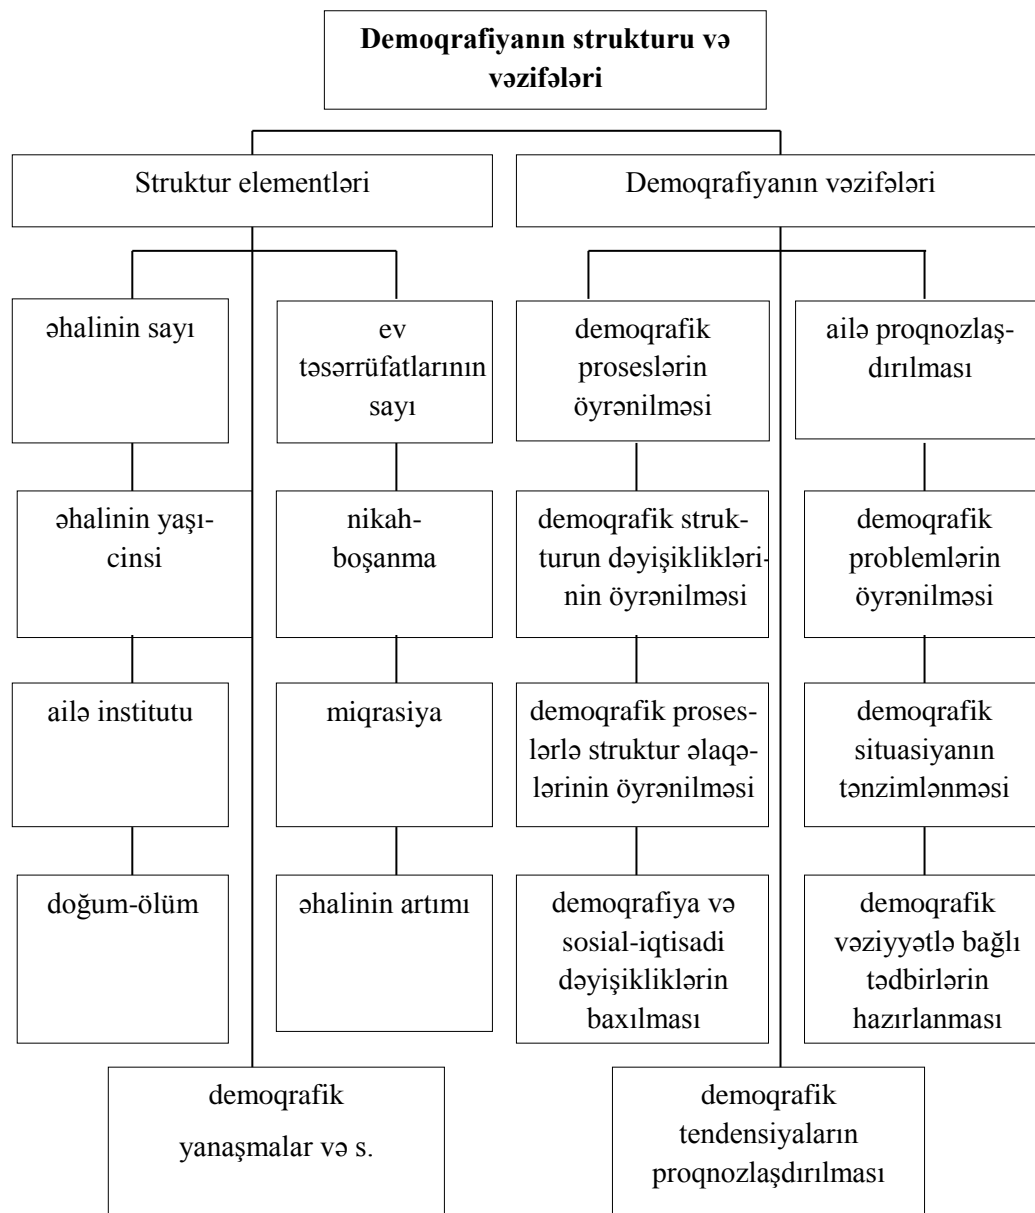 Demoqrafiyanın strukturu və
vəzifələri
Struktur elementləri
Demoqrafiyanın vəzifələri
əhalinin sayı
ev
təsərrüfatlarının
sayı
demoqrafik
proseslərin
öyrənilməsi
ailə proqnozlaş-
dırılması
əhalinin yaşı-
cinsi
nikah-
boşanma
demoqrafik struk-
turun dəyişiklikləri-
nin öyrənilməsi
demoqrafik
problemlərin
öyrənilməsi
ailə institutu
miqrasiya
demoqrafik proses-
lərlə struktur əlaqə-
lərinin öyrənilməsi
demoqrafik
situasiyanın
tənzimlənməsi
doğum-ölüm
əhalinin artımı
demoqrafiya və
sosial-iqtisadi
dəyişikliklərin
baxılması
demoqrafik
vəziyyətlə bağlı
tədbirlərin
hazırlanması
demoqrafik
yanaşmalar və s.
demoqrafik
tendensiyaların
proqnozlaşdırılması